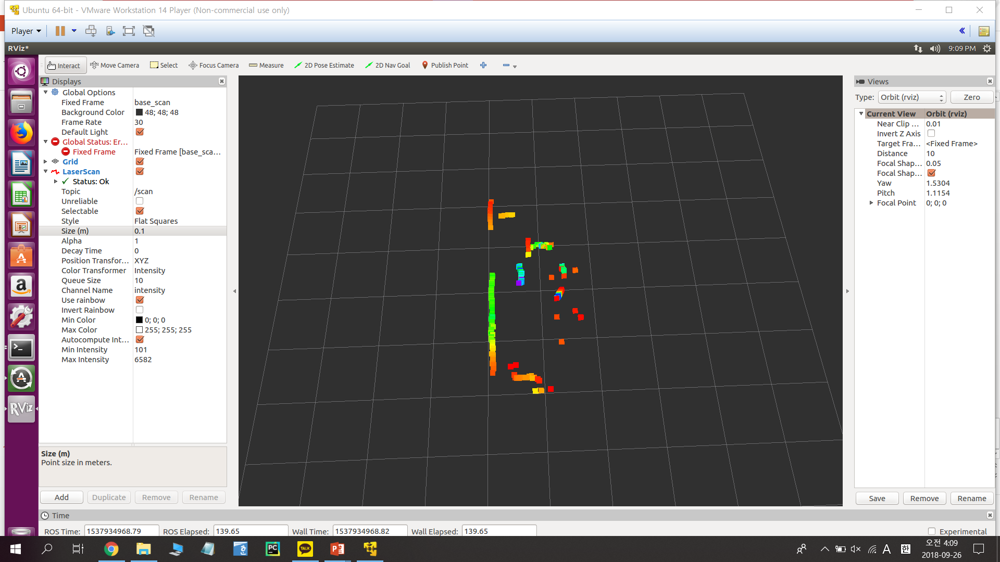 Ubuntu 64-bit - VMware Workstation 14 Player (Non-commercial use only)
Player
RViz*
9:09 PM
Interact
Move Camera
Select
Focus Camera
Measure
2D Pose Estimate
2D Nav Goal
Publish Point
Displays
Global Options
Fixed Frame base_scan
Background Color 48; 48; 48
Frame Rate 30
Default Light
Global Status: Er...
Fixed Frame Fixed Frame [base_sca...
Grid
LaserScan
Status: Ok
Topic /scan
Unreliable
Selectable
Style Flat Squares
Size (m) 0.1
Alpha 1
Decay Time 0
Position Transfor... XYZ
Color Transformer Intensity
Queue Size 10
Channel Name intensity
Use rainbow
Invert Rainbow
Min Color 0; 0; 0
Max Color 255; 255; 255
Autocompute Int...
Min Intensity 101
Max Intensity 6582
Size (m)
Point size in meters.
Add Duplicate Remove Rename
Views
Type: Orbit (rviz) Zero
Current View Orbit (rviz)
Near Clip ... 0.01
Invert Z Axis
Target Fra... <Fixed Frame>
Distance 10
Focal Shap... 0.05
Focal Shap...
Yaw 1.5304
Pitch 1.1154
Focal Point 0; 0; 0
Save Remove Rename
RViz
Time
ROS Time: 1537934968.79 ROS Elapsed: 139.65 Wall Time: 1537934968.82 Wall Elapsed: 139.65 Experimental
PC
TALK
A
한
오전 4:09
2018-09-26